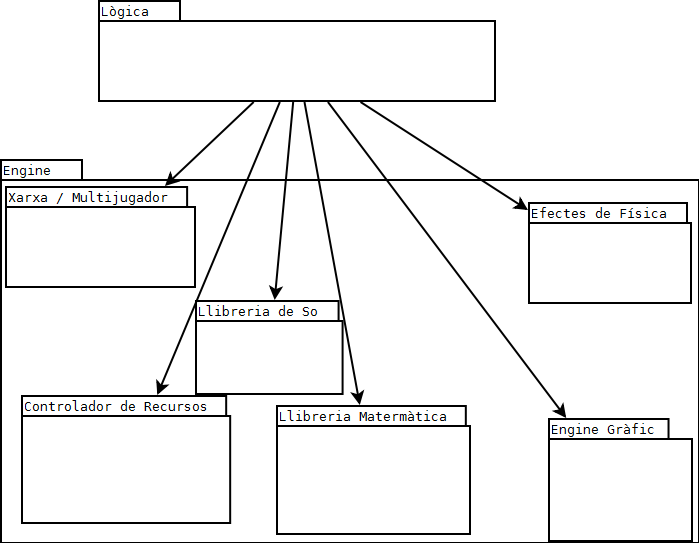 Lògica
Engine
Xarxa / Multijugador
Efectes de Física
Llibreria de So
Controlador de Recursos
Llibreria Matermàtica
Engine Gràfic